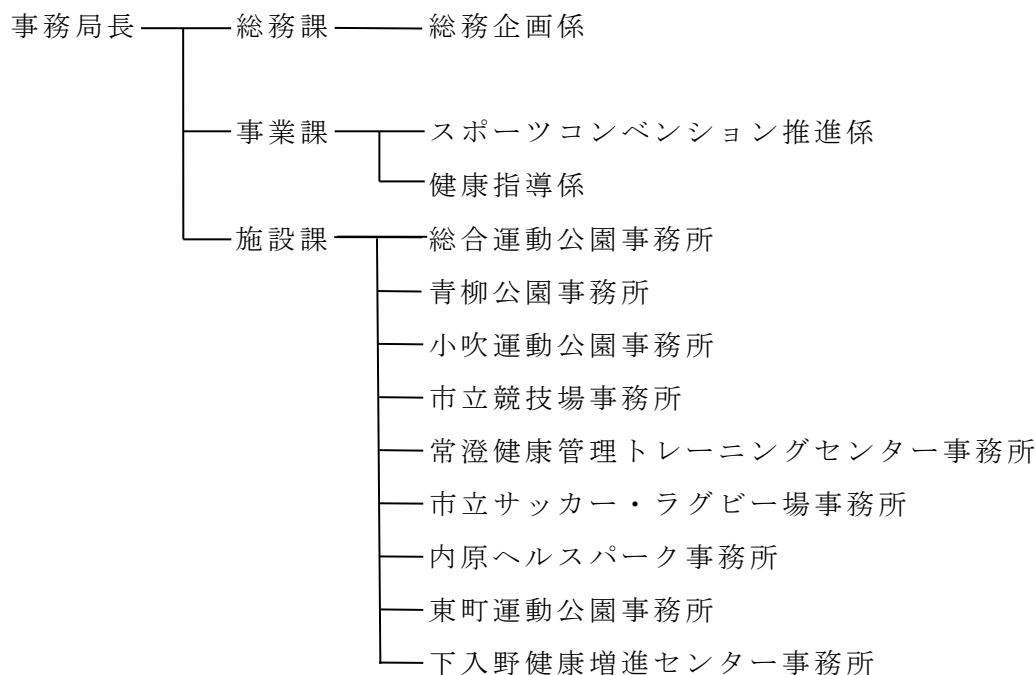 事務局長 総務課 総務企画係
事業課 スポーツコンベンション推進係
健康指導係
施設課 総合運動公園事務所
青柳公園事務所
小吹運動公園事務所
市立競技場事務所
常澄健康管理トレーニングセンター事務所
市立サッカー・ラグビー場事務所
内原ヘルスパーク事務所
東町運動公園事務所
下入野健康増進センター事務所